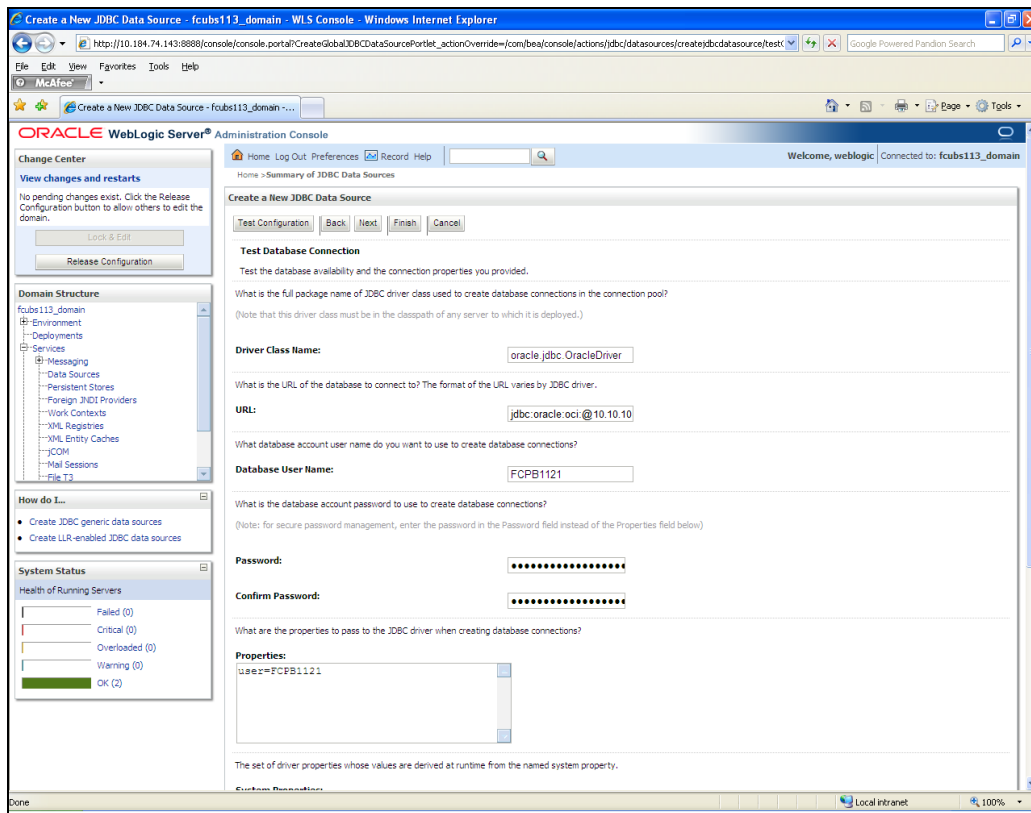 Create a New JDBC Data Source - fcubs113_domain - WLS Console - Windows Internet Explorer
http://10.184.74.143:8888/console/console.portal?CreateGlobalJDBCDataSourcePortlet_actionOverride=/com/bea/console/actions/jdbc/datasources/createjdbcdatasource/test
Google Powered Pandion Search
File Edit View Favorites Tools Help
McAfee
Create a New JDBC Data Source - fcubs113_domain -...
Page Tools
ORACLE WebLogic Server® Administration Console
Change Center
View changes and restarts
No pending changes exist. Click the Release
Configuration button to allow others to edit the
domain.
Lock & Edit
Release Configuration
Domain Structure
fcubs113_domain
Environment
Deployments
Services
Messaging
Data Sources
Persistent Stores
Foreign JNDI Providers
Work Contexts
XML Registries
XML Entity Caches
jCOM
Mail Sessions
File T3
How do I...
Create JDBC generic data sources
Create LLR-enabled JDBC data sources
System Status
Health of Running Servers
Failed (0)
Critical (0)
Overloaded (0)
Warning (0)
OK (2)
Home Log Out Preferences Record Help
Welcome, weblogic Connected to: fcubs113_domain
Home >Summary of JDBC Data Sources
Create a New JDBC Data Source
Test Configuration Back Next Finish Cancel
Test Database Connection
Test the database availability and the connection properties you provided.
What is the full package name of JDBC driver class used to create database connections in the connection pool?
(Note that this driver class must be in the classpath of any server to which it is deployed.)
Driver Class Name: oracle.jdbc.OracleDriver
What is the URL of the database to connect to? The format of the URL varies by JDBC driver.
URL: jdbc:oracle:oci:@10.10.10
What database account user name do you want to use to create database connections?
Database User Name: FCPB1121
What is the database account password to use to create database connections?
(Note: for secure password management, enter the password in the Password field instead of the Properties field below)
Password:
Confirm Password:
What are the properties to pass to the JDBC driver when creating database connections?
Properties:
user=FCPB1121
The set of driver properties whose values are derived at runtime from the named system property.
System Properties:
Done
Local intranet
100%